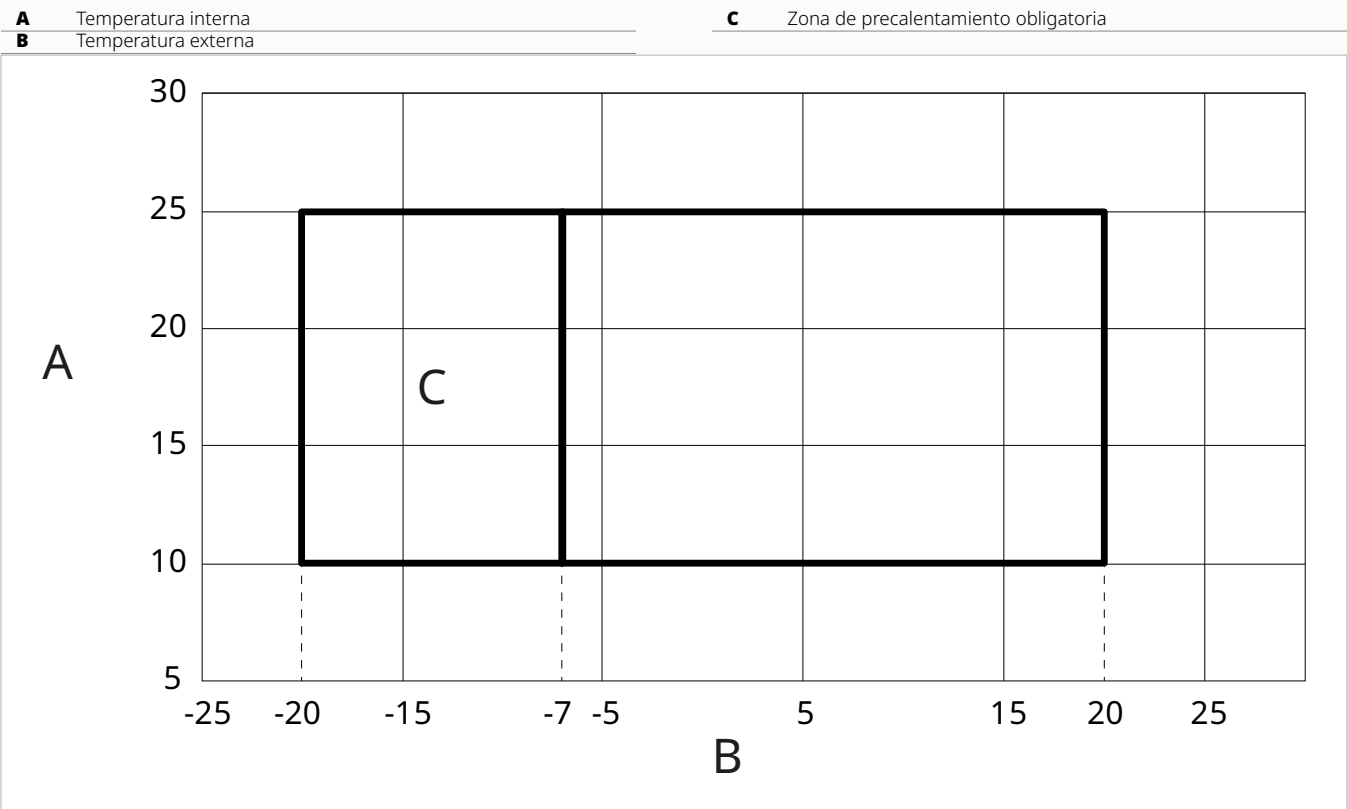 A Temperatura interna
B Temperatura externa
C Zona de precalentamiento obligatoria
30
25
20
A
C
15
10
5
-25 -20 -15 -7 -5 5 15 20 25
B